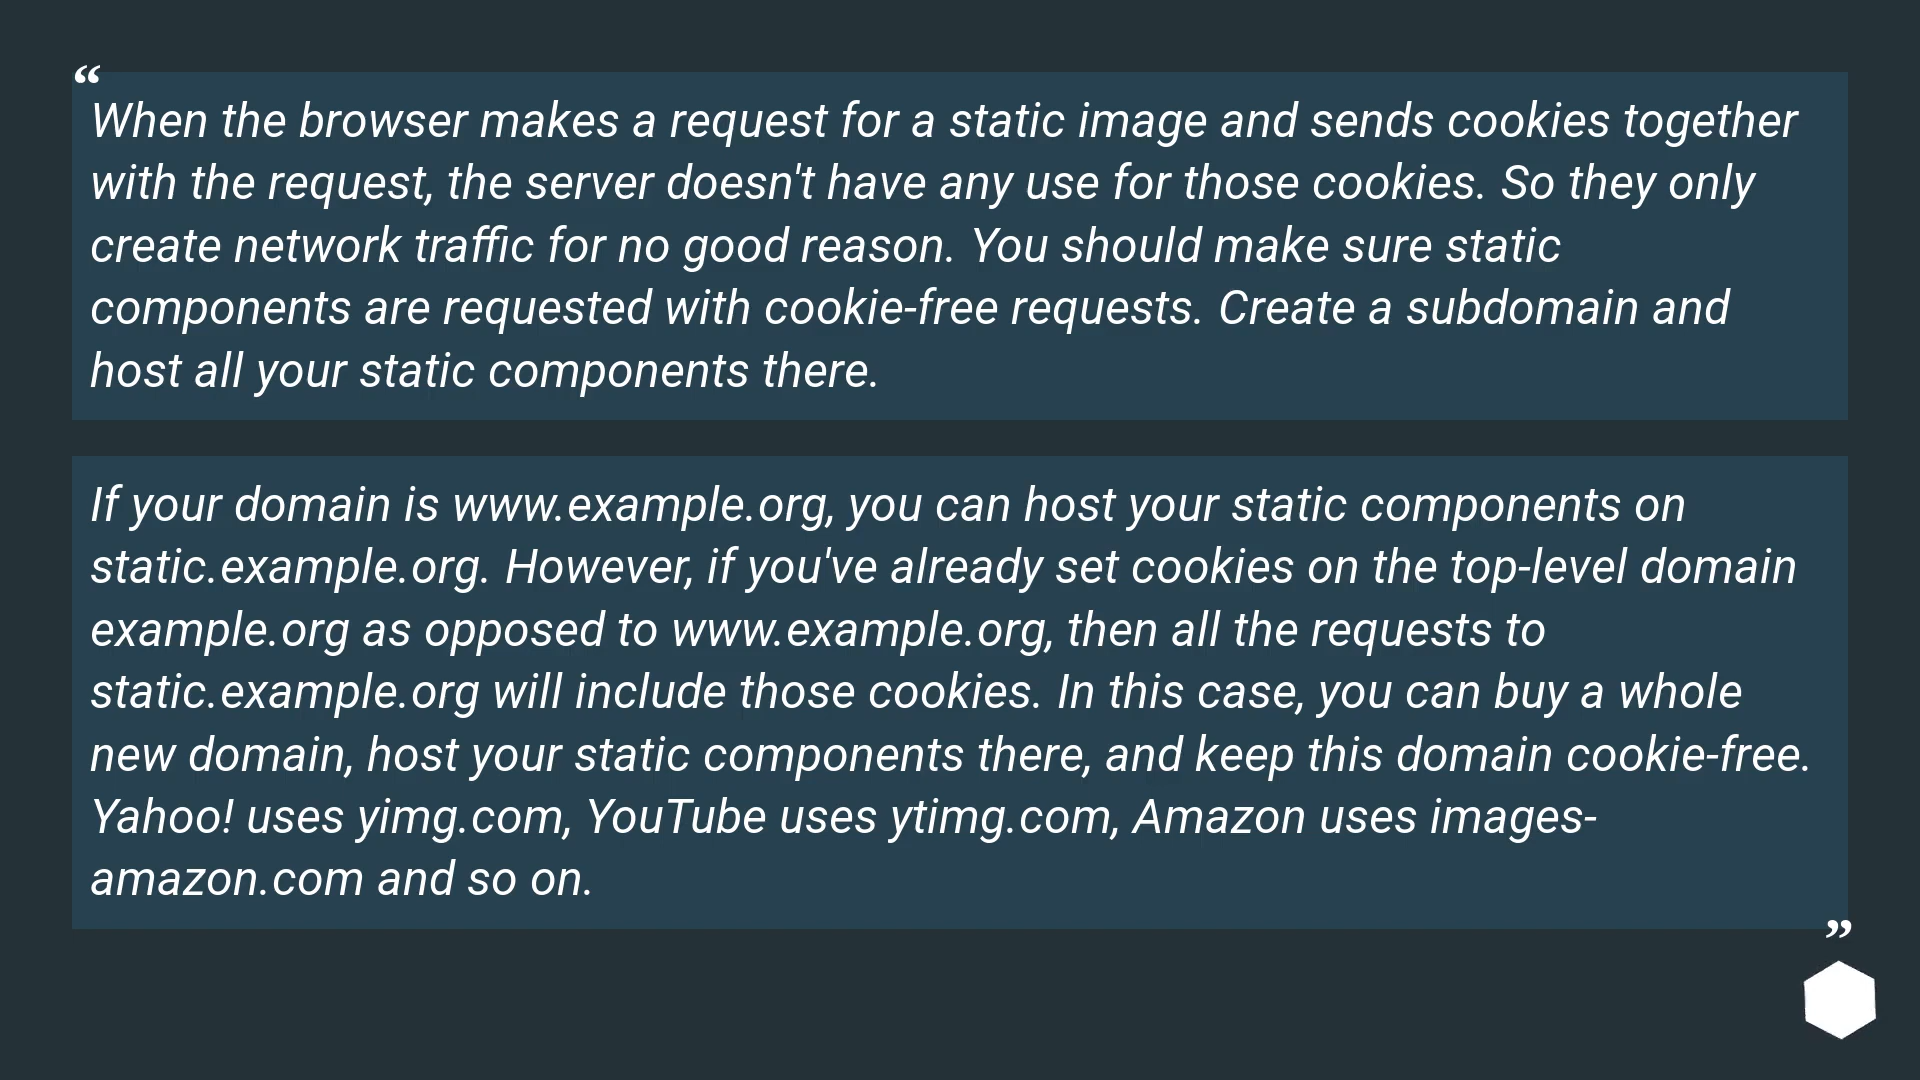 “
When the browser makes a request for a static image and sends cookies together
with the request, the server doesn't have any use for those cookies. So they only
create network traffic for no good reason. You should make sure static
components are requested with cookie-free requests. Create a subdomain and
host all your static components there.
If your domain is www.example.org, you can host your static components on
static.example.org. However, if you've already set cookies on the top-level domain
example.org as opposed to www.example.org, then all the requests to
static.example.org will include those cookies. In this case, you can buy a whole
new domain, host your static components there, and keep this domain cookie-free.
Yahoo! uses yimg.com, YouTube uses ytimg.com, Amazon uses images-
amazon.com and so on.
”